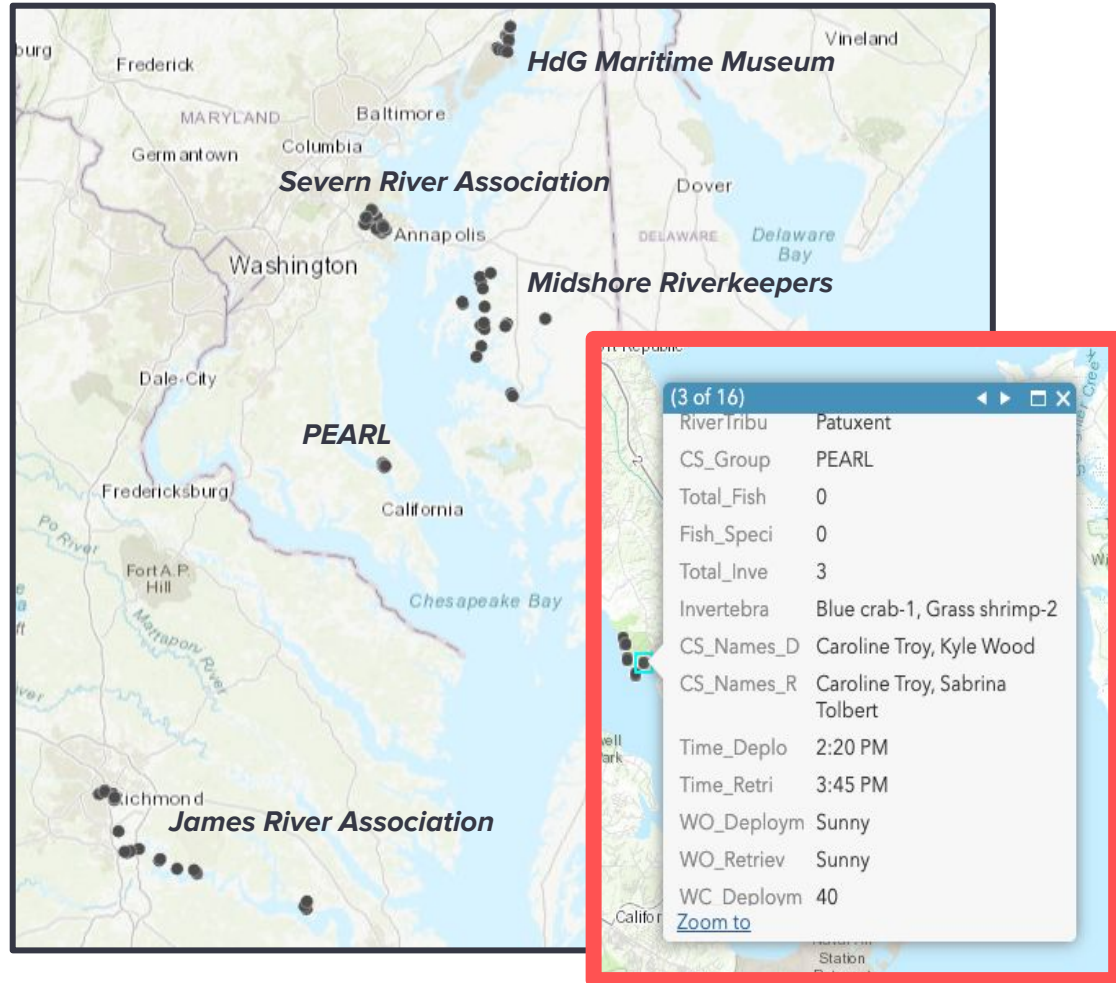 Vineland
HdG Maritime Museum
burg
Frederick
MARYLAND
Baltimore
Columbia
Germantown
Severn River Association
Dover
Annapolis
DELAWARE
Delaware
Bay
Washington
Midshore Riverkeepers
Dale City
PEARL
Fredericksburg
California
Po River
Fort A.P.
Hill
Chesapeake Bay
Mattaponi River
Richmond
James River Association
(3 of 16)
RiverTribu Patuxent
CS_Group PEARL
Total_Fish 0
Fish_Speci 0
Total_Inve 3
Invertebra Blue crab-1, Grass shrimp-2
CS_Names_D Caroline Troy, Kyle Wood
CS_Names_R Caroline Troy, Sabrina
Tolbert
Time_Deplo 2:20 PM
Time_Retri 3:45 PM
WO_Deploym Sunny
WO_Retriev Sunny
WC_Deploym 40
Zoom to
Creek
Califor
Station